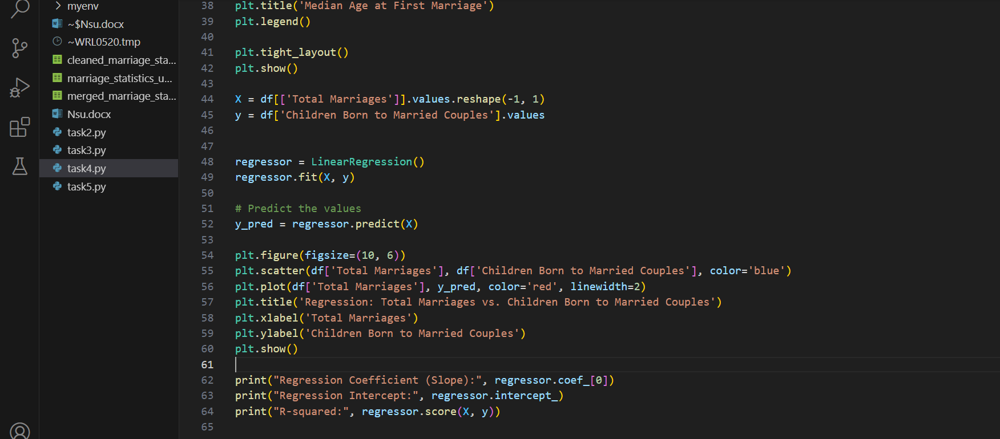 myenv
~$Nsu.docx
~WRL0520.tmp
cleaned_marriage_sta...
marriage_statistics_u...
merged_marriage_sta...
Nsu.docx
task2.py
task3.py
task4.py
task5.py
38 plt.title('Median Age at First Marriage')
39 plt.legend()
40
41 plt.tight_layout()
42 plt.show()
43
44 X = df[['Total Marriages']].values.reshape(-1, 1)
45 y = df['Children Born to Married Couples'].values
46
47
48 regressor = LinearRegression()
49 regressor.fit(X, y)
50
51 # Predict the values
52 y_pred = regressor.predict(X)
53
54 plt.figure(figsize=(10, 6))
55 plt.scatter(df['Total Marriages'], df['Children Born to Married Couples'], color='blue')
56 plt.plot(df['Total Marriages'], y_pred, color='red', linewidth=2)
57 plt.title('Regression: Total Marriages vs. Children Born to Married Couples')
58 plt.xlabel('Total Marriages')
59 plt.ylabel('Children Born to Married Couples')
60 plt.show()
61
62 print("Regression Coefficient (Slope):", regressor.coef_[0])
63 print("Regression Intercept:", regressor.intercept_)
64 print("R-squared:", regressor.score(X, y))
65